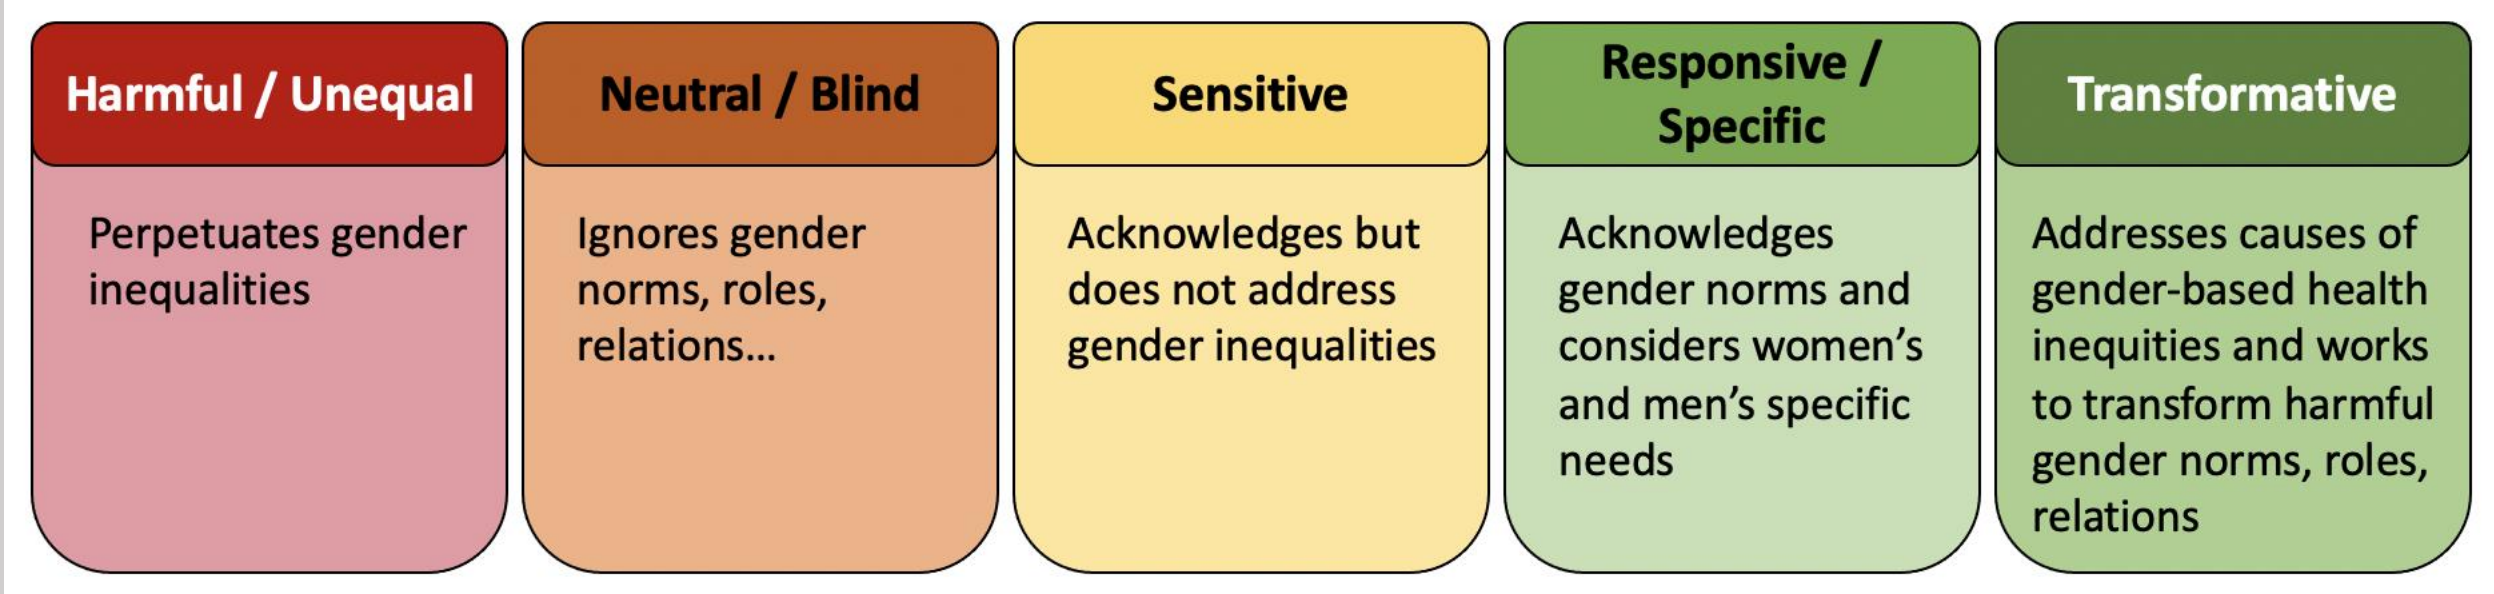 Harmful / Unequal
Perpetuates gender
inequalities
Neutral / Blind
Ignores gender
norms, roles,
relations...
Sensitive
Acknowledges but
does not address
gender inequalities
Responsive /
Specific
Acknowledges
gender norms and
considers women’s
and men’s specific
needs
Transformative
Addresses causes of
gender-based health
inequities and works
to transform harmful
gender norms, roles,
relations